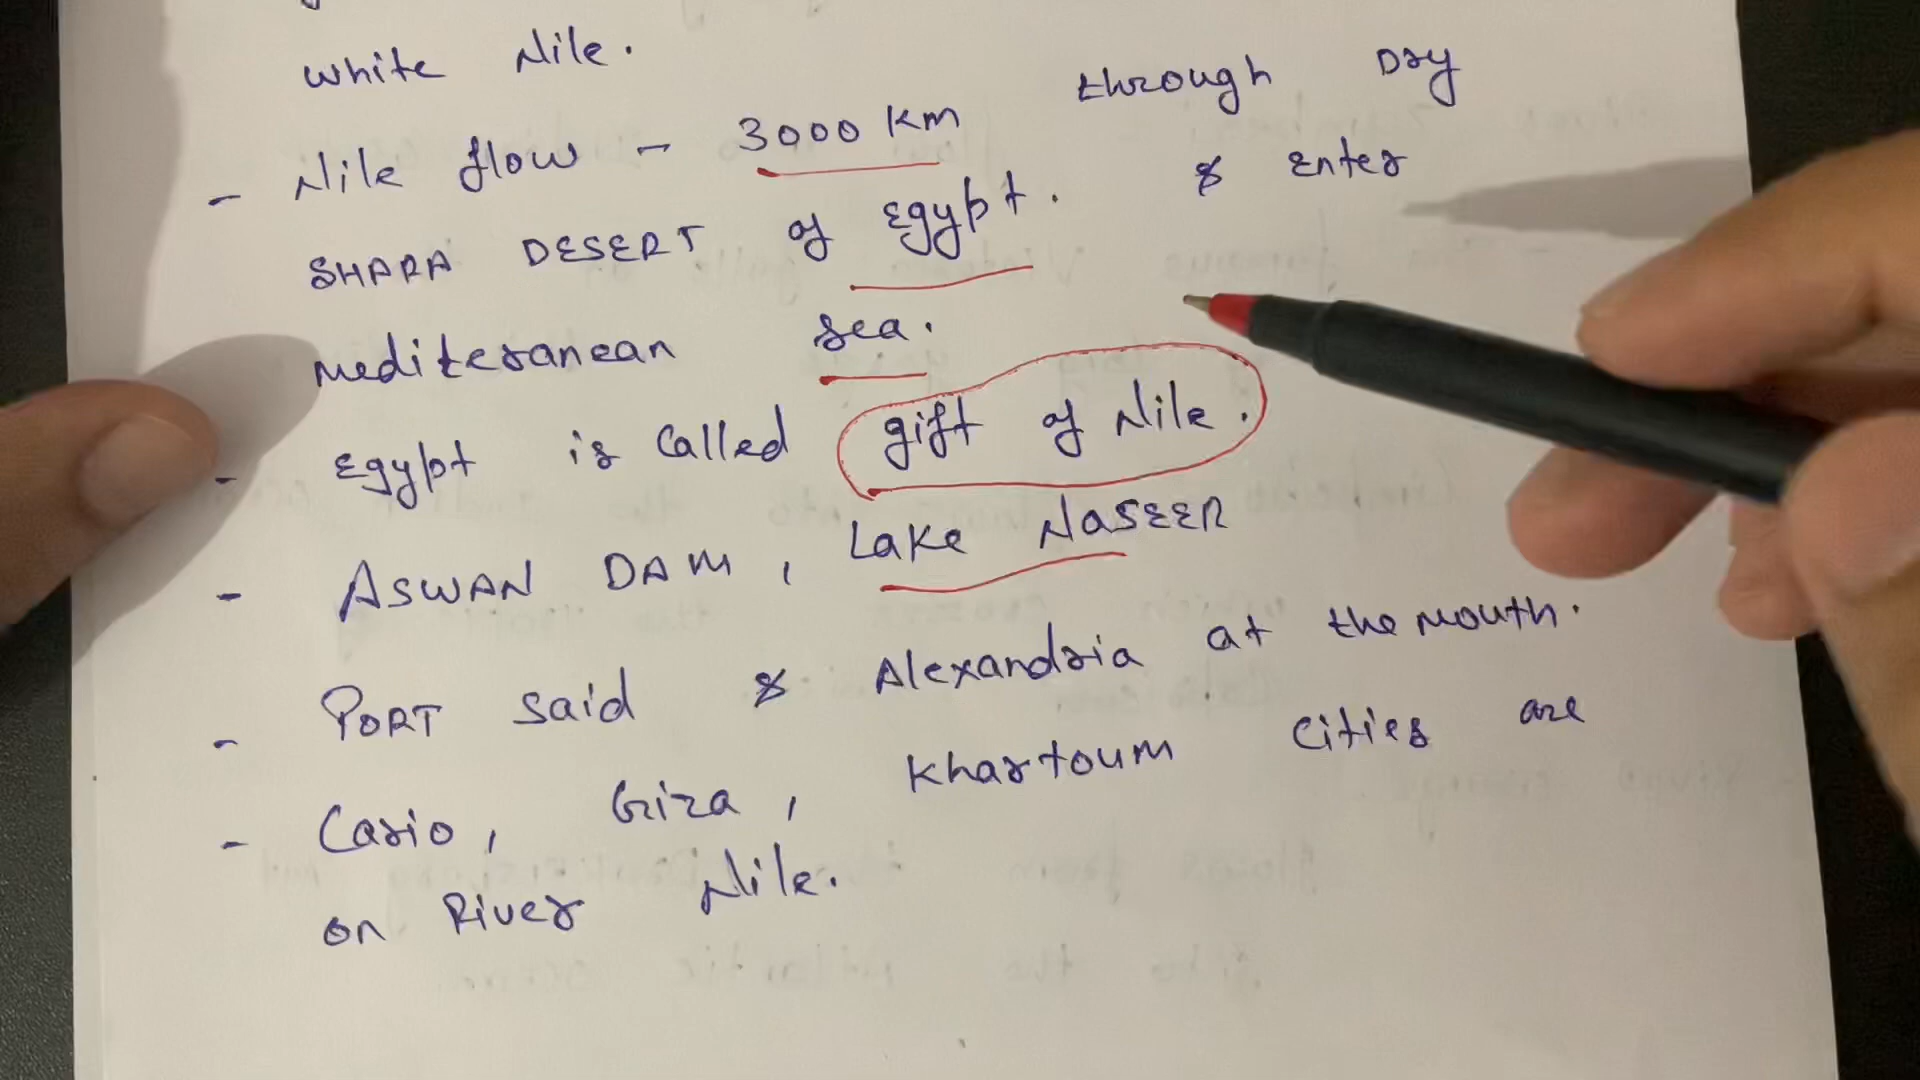 white Nile.
- Nile flow - 3000 km through Dry
SHARA DESERT of Egypt. & Enter
mediteranean sea.
- Egypt is called gift of Nile.
- ASWAN DAM, Lake NASEER
- PORT said & Alexandria at the mouth.
- Cario, Giza, Khartoum cities are
on River Nile.